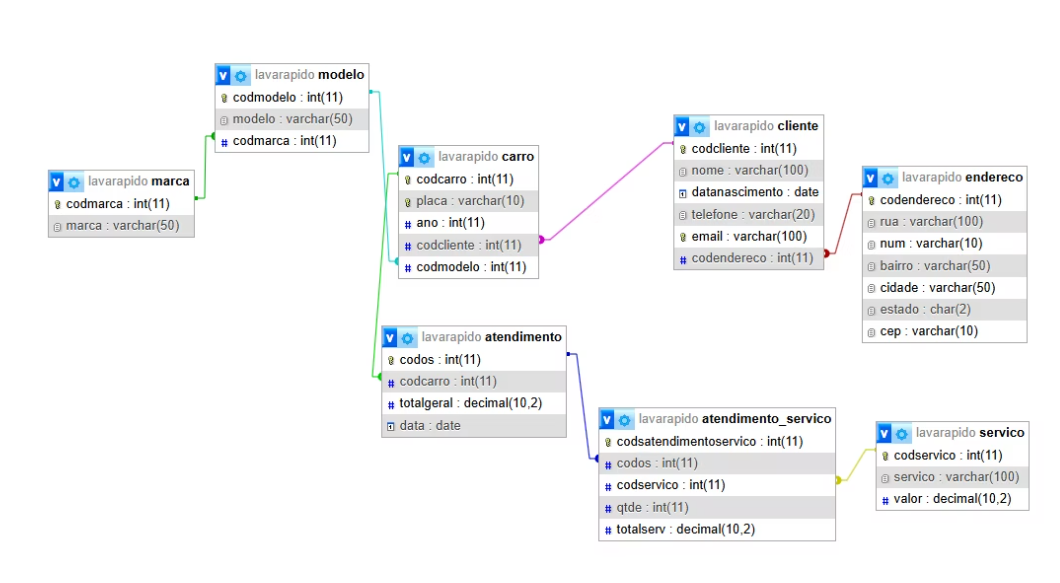 lavarapido modelo
codmodelo : int(11)
modelo : varchar(50)
codmarca : int(11)
lavarapido marca
codmarca : int(11)
marca : varchar(50)
lavarapido carro
codcarro : int(11)
placa : varchar(10)
ano : int(11)
codcliente : int(11)
codmodelo : int(11)
lavarapido cliente
codcliente : int(11)
nome : varchar(100)
datanascimento : date
telefone : varchar(20)
email : varchar(100)
codendereco : int(11)
lavarapido endereco
codendereco : int(11)
rua : varchar(100)
num : varchar(10)
bairro : varchar(50)
cidade : varchar(50)
estado : char(2)
cep : varchar(10)
lavarapido atendimento
codos : int(11)
codcarro : int(11)
totalgeral : decimal(10,2)
data : date
lavarapido atendimento_servico
codsatendimentoservico : int(11)
codos : int(11)
codservico : int(11)
qtde : int(11)
totalserv : decimal(10,2)
lavarapido servico
codservico : int(11)
servico : varchar(100)
valor : decimal(10,2)